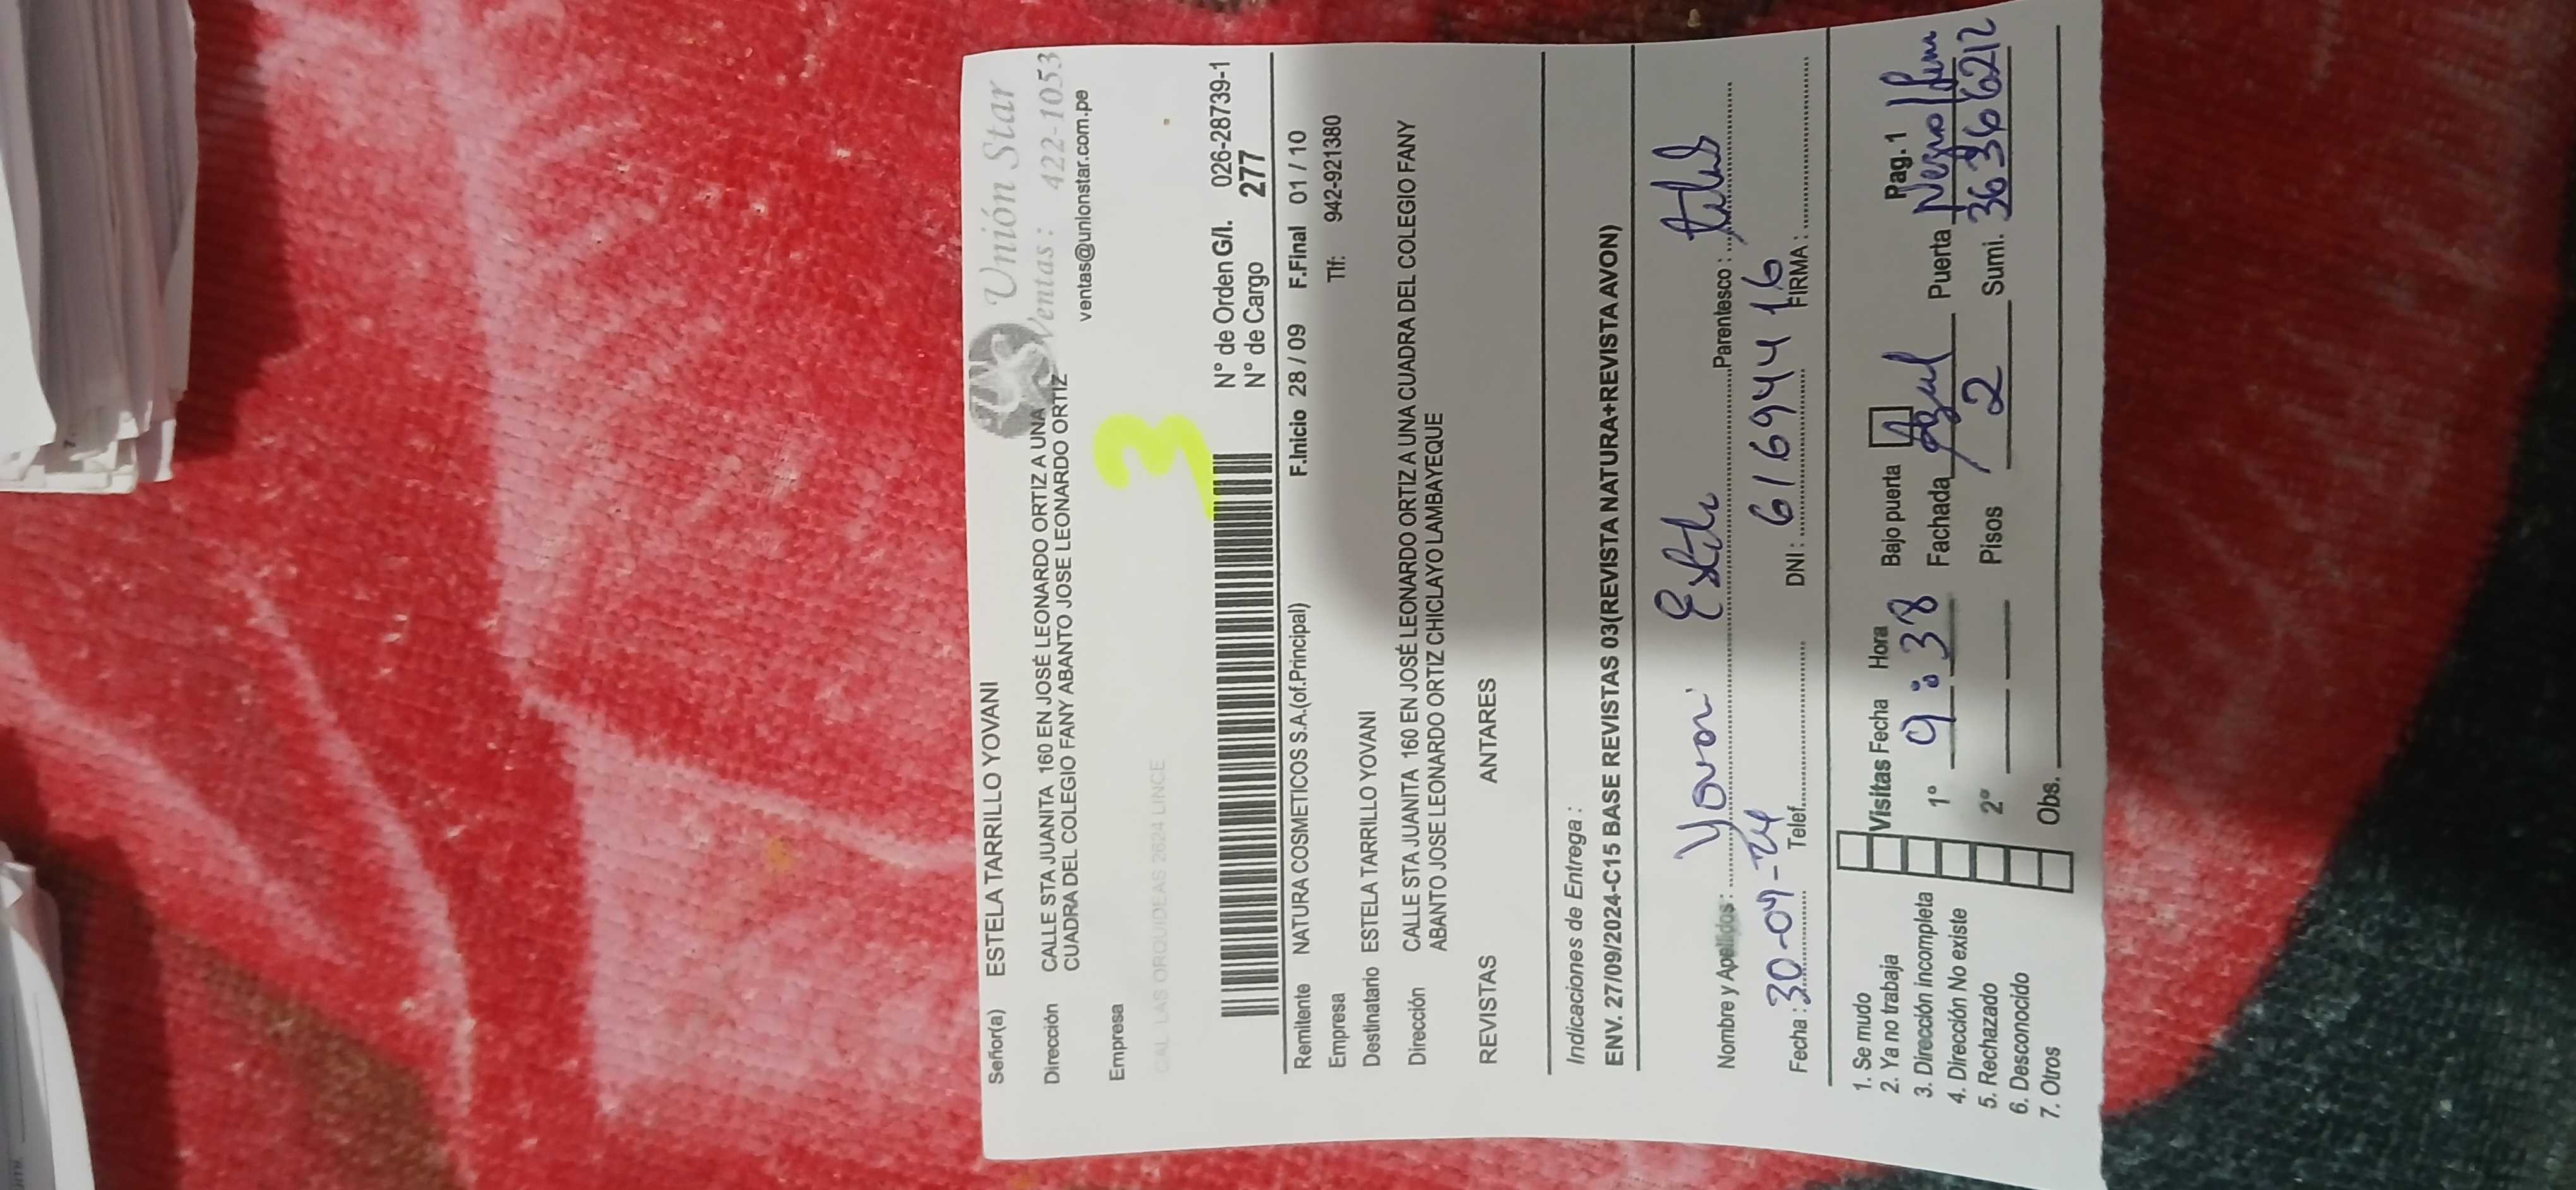 Unión Star
Ventas: 422-1053
ventas@unionstar.com.pe
Señor(a) ESTELA TARRILLO YOVANI
Dirección CALLE STA JUANITA 160 EN JOSÉ LEONARDO ORTIZ A UNA
CUADRA DEL COLEGIO FANY ABANTO JOSE LEONARDO ORTIZ
Empresa
3
CAL LAS ORQUIDEAS 2624 LINCE
N° de Orden G/I. 026-28739-1
N° de Cargo 277
Remitente NATURA COSMETICOS S.A.(of.Principal) F.Inicio 28 / 09 F.Final 01 / 10
Empresa Tlf: 942-921380
Destinatario ESTELA TARRILLO YOVANI
Dirección CALLE STA JUANITA 160 EN JOSÉ LEONARDO ORTIZ A UNA CUADRA DEL COLEGIO FANY
ABANTO JOSE LEONARDO ORTIZ CHICLAYO LAMBAYEQUE
REVISTAS ANTARES
Indicaciones de Entrega :
ENV. 27/09/2024-C15 BASE REVISTAS 03(REVISTA NATURA+REVISTA AVON)
Nombre y Apellidos: Yovani Parentesco :
Fecha : 30-09-24 Telef. DNI: 61694416 FIRMA :
1. Se mudo
2. Ya no trabaja
3. Dirección incompleta
4. Dirección No existe
5. Rechazado
6. Desconocido
7. Otros
Visitas Fecha Hora Bajo puerta Pag. 1
1° 9:38 Fachada Azul Puerta Negro
2° Pisos 2 Sumi. 36366212
Obs.